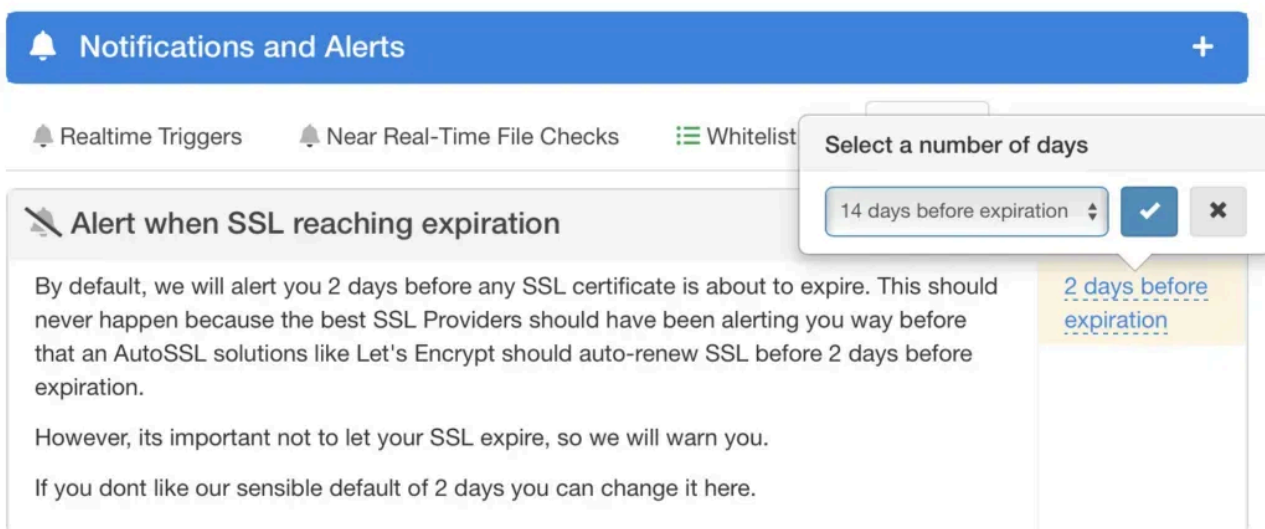 Notifications and Alerts
Realtime Triggers
Near Real-Time File Checks
Whitelist
Select a number of days
14 days before expiration
Alert when SSL reaching expiration
By default, we will alert you 2 days before any SSL certificate is about to expire. This should
never happen because the best SSL Providers should have been alerting you way before
that an AutoSSL solutions like Let's Encrypt should auto-renew SSL before 2 days before
expiration.
However, its important not to let your SSL expire, so we will warn you.
If you dont like our sensible default of 2 days you can change it here.
2 days before
expiration